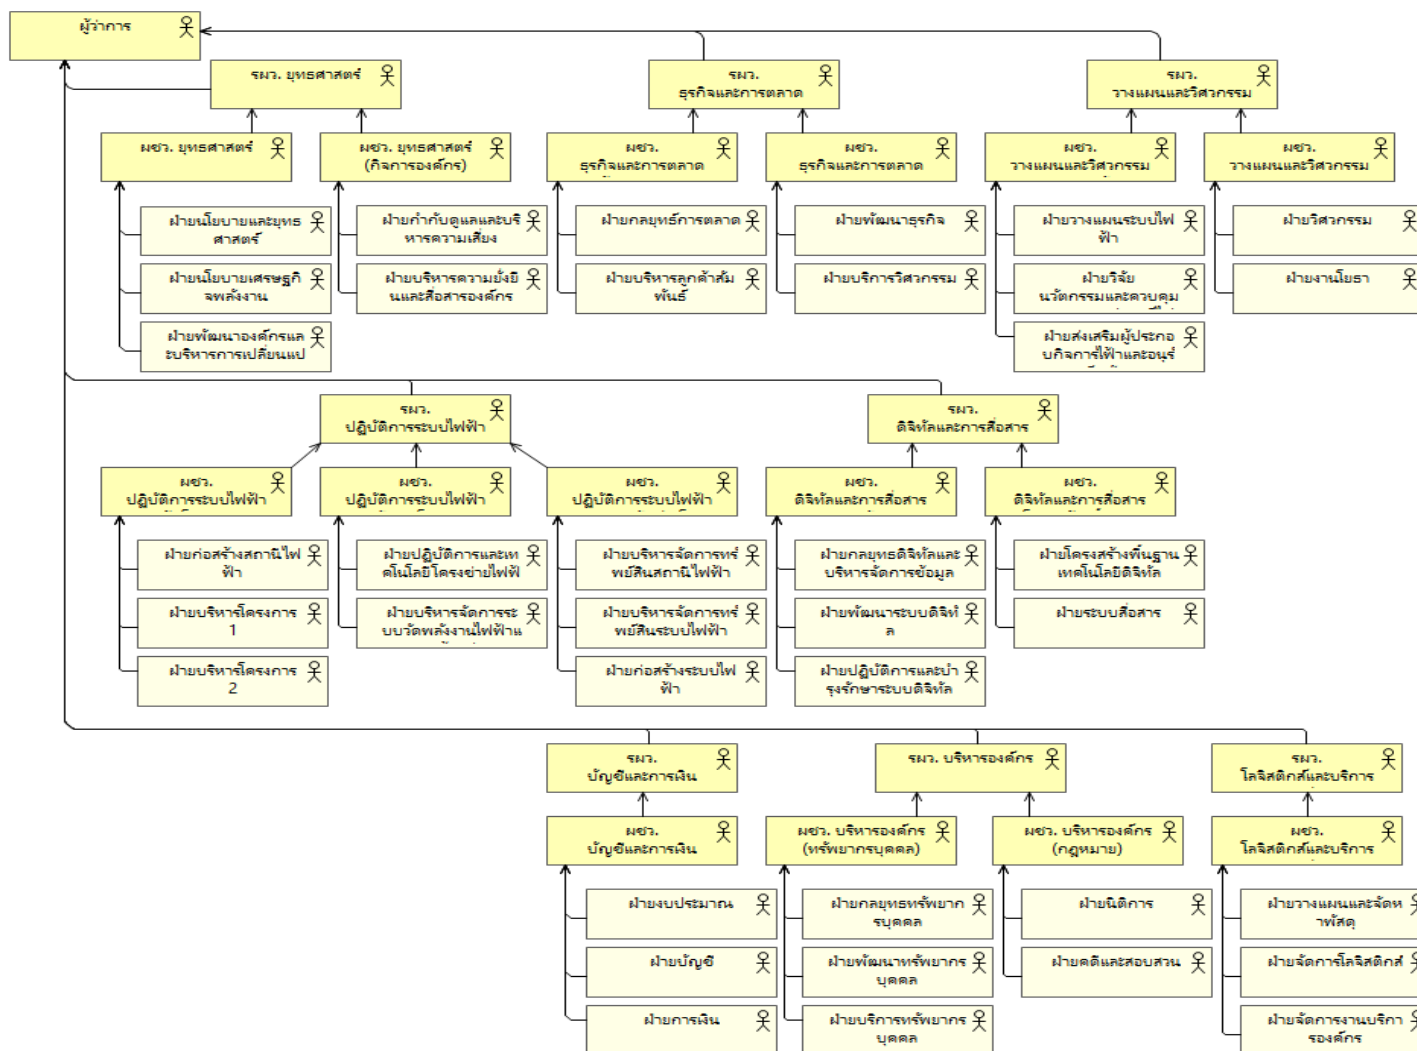 ผู้ว่าการ
รผว. ยุทธศาสตร์
รผว.
ธุรกิจและการตลาด
รผว.
วางแผนและวิศวกรรม
ผชว. ยุทธศาสตร์
ผชว. ยุทธศาสตร์
(กิจการองค์กร)
ผชว.
ธุรกิจและการตลาด
ผชว.
ธุรกิจและการตลาด
ผชว.
วางแผนและวิศวกรรม
ผชว.
วางแผนและวิศวกรรม
ฝ่ายนโยบายและยุทธ
ศาสตร์
ฝ่ายกำกับดูแลและบริ
หารความเสี่ยง
ฝ่ายกลยุทธ์การตลาด
ฝ่ายพัฒนาธุรกิจ
ฝ่ายวางแผนระบบไฟ
ฟ้า
ฝ่ายวิศวกรรม
ฝ่ายนโยบายเศรษฐกิ
จพลังงาน
ฝ่ายบริหารความยั่งยื
นและสื่อสารองค์กร
ฝ่ายบริหารลูกค้าสัม
พันธ์
ฝ่ายบริการวิศวกรรม
ฝ่ายวิจัย
นวัตกรรมและควบคุม
ฝ่ายงานโยธา
ฝ่ายพัฒนาองค์กรแล
ะบริหารการเปลี่ยนแป
ฝ่ายส่งเสริมผู้ประกอ
บกิจการไฟ้ฟ้าและอนุรั
รผว.
ปฏิบัติการระบบไฟฟ้า
รผว.
ดิจิทัลและการสื่อสาร
ผชว.
ปฏิบัติการระบบไฟฟ้า
ผชว.
ปฏิบัติการระบบไฟฟ้า
ผชว.
ปฏิบัติการระบบไฟฟ้า
ผชว.
ดิจิทัลและการสื่อสาร
ผชว.
ดิจิทัลและการสื่อสาร
ฝ่ายก่อสร้างสถานีไฟ
ฟ้า
ฝ่ายปฏิบัติการและเท
คโนโลยีโครงข่ายไฟฟ้
ฝ่ายบริหารจัดการทรั
พย์สินสถานีไฟฟ้า
ฝ่ายกลยุทธดิจิทัลและ
บริหารจัดการข้อมูล
ฝ่ายโครงสร้างพื้นฐาน
เทคโนโลยีดิจิทัล
ฝ่ายบริหารโครงการ
1
ฝ่ายบริหารจัดการระ
บบวัดพลังงานไฟฟ้าแ
ฝ่ายบริหารจัดการทรั
พย์สินระบบไฟฟ้า
ฝ่ายพัฒนาระบบดิจิทั
ล
ฝ่ายระบบสื่อสาร
ฝ่ายบริหารโครงการ
2
ฝ่ายก่อสร้างระบบไฟ
ฟ้า
ฝ่ายปฏิบัติการและบำ
รุงรักษาระบบดิจิทัล
รผว.
บัญชีและการเงิน
รผว. บริหารองค์กร
รผว.
โลจิสติกส์และบริการ
ผชว.
บัญชีและการเงิน
ผชว. บริหารองค์กร
(ทรัพยากรบุคคล)
ผชว. บริหารองค์กร
(กฎหมาย)
ผชว.
โลจิสติกส์และบริการ
ฝ่ายงบประมาณ
ฝ่ายกลยุทธทรัพยาก
รบุคคล
ฝ่ายนิติการ
ฝ่ายวางแผนและจัดห
าพัสดุ
ฝ่ายบัญชี
ฝ่ายพัฒนาทรัพยากร
บุคคล
ฝ่ายคดีและสอบสวน
ฝ่ายจัดการโลจิสติกส์
ฝ่ายการเงิน
ฝ่ายบริการทรัพยากร
บุคคล
ฝ่ายจัดการงานบริกา
รองค์กร